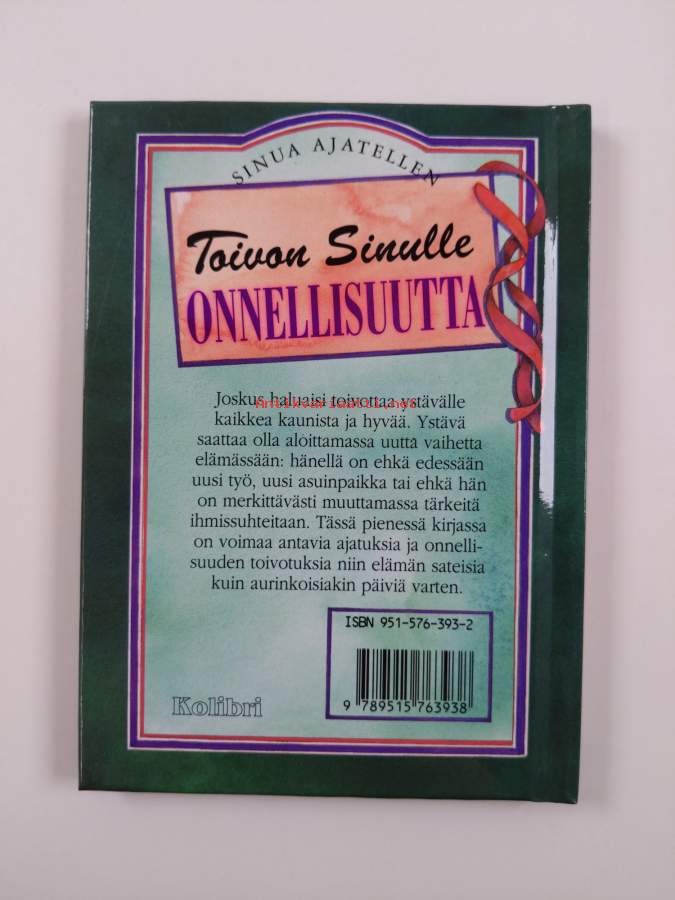 SINUA AJATELLEN
Toivon Sinulle
ONNELLISUUTTA
Joskus haluaisi toivottaa ystävälle
Antikvariaatti.net
kaikkea kaunista ja hyvää. Ystävä
saattaa olla aloittamassa uutta vaihetta
elämässään: hänellä on ehkä edessään
uusi työ, uusi asuinpaikka tai ehkä hän
on merkittävästi muuttamassa tärkeitä
ihmissuhteitaan. Tässä pienessä kirjassa
on voimaa antavia ajatuksia ja onnelli-
suuden toivotuksia niin elämän sateisia
kuin aurinkoisiakin päiviä varten.
ISBN 951-576-393-2
9 789515 763938
Kolibri